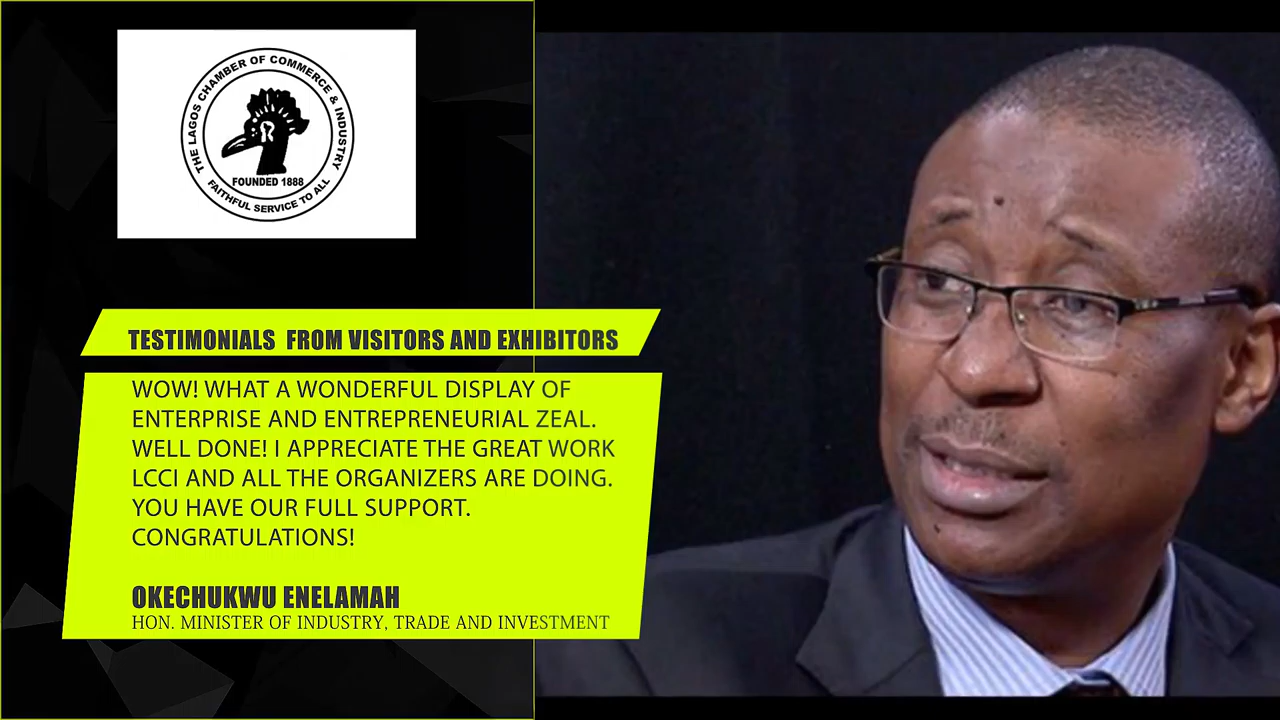 THE LAGOS CHAMBER OF COMMERCE & INDUSTRY
FOUNDED 1888
FAITHFUL SERVICE TO ALL
TESTIMONIALS FROM VISITORS AND EXHIBITORS
WOW! WHAT A WONDERFUL DISPLAY OF
ENTERPRISE AND ENTREPRENEURIAL ZEAL.
WELL DONE! I APPRECIATE THE GREAT WORK
LCCI AND ALL THE ORGANIZERS ARE DOING.
YOU HAVE OUR FULL SUPPORT.
CONGRATULATIONS!
OKECHUKWU ENELAMAH
HON. MINISTER OF INDUSTRY, TRADE AND INVESTMENT